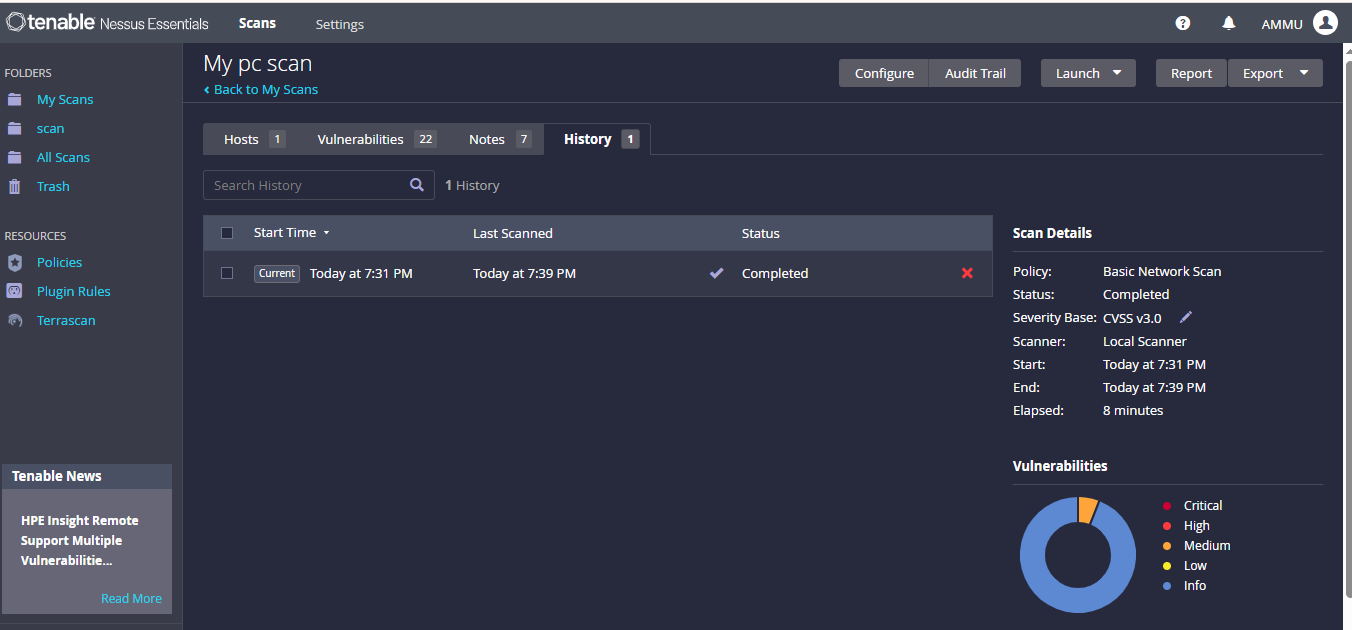 tenable Nessus Essentials Scans Settings ? AMMU
FOLDERS
My Scans
scan
All Scans
Trash
RESOURCES
Policies
Plugin Rules
Terrascan
Tenable News
HPE Insight Remote
Support Multiple
Vulnerabilitie...
Read More
My pc scan
Back to My Scans
Configure Audit Trail Launch Report Export
Hosts 1 Vulnerabilities 22 Notes 7 History 1
Search History 1 History
Start Time Last Scanned Status
Current Today at 7:31 PM Today at 7:39 PM Completed
Scan Details
Policy: Basic Network Scan
Status: Completed
Severity Base: CVSS v3.0
Scanner: Local Scanner
Start: Today at 7:31 PM
End: Today at 7:39 PM
Elapsed: 8 minutes
Vulnerabilities
Critical
High
Medium
Low
Info